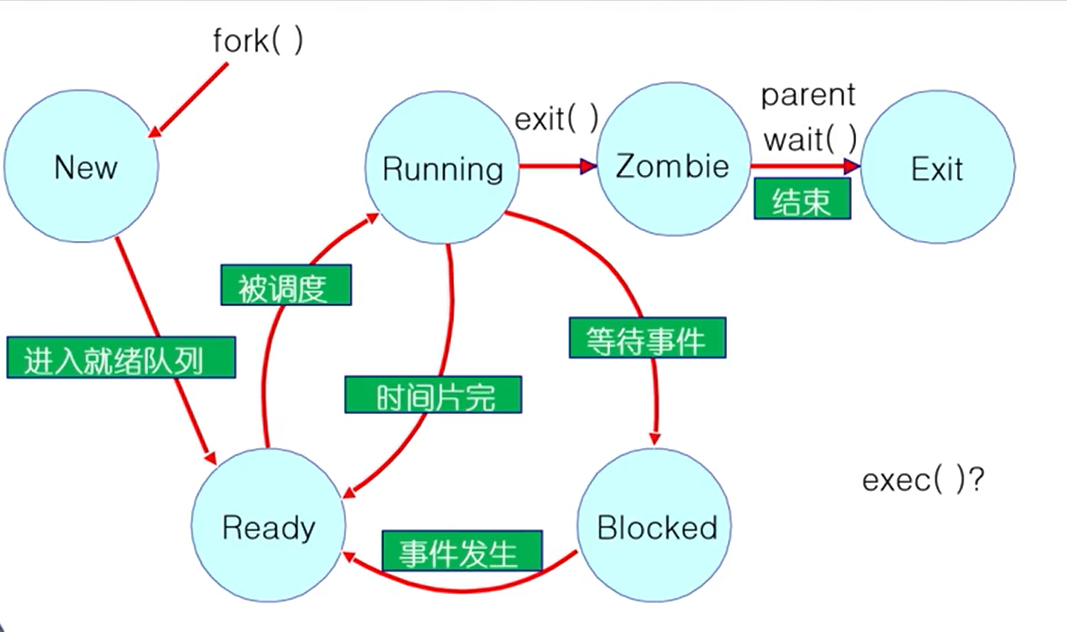 fork( )
New
Running
exit( )
Zombie
parent
wait( )
结束
Exit
被调度
进入就绪队列
时间片完
等待事件
exec( )?
Ready
事件发生
Blocked